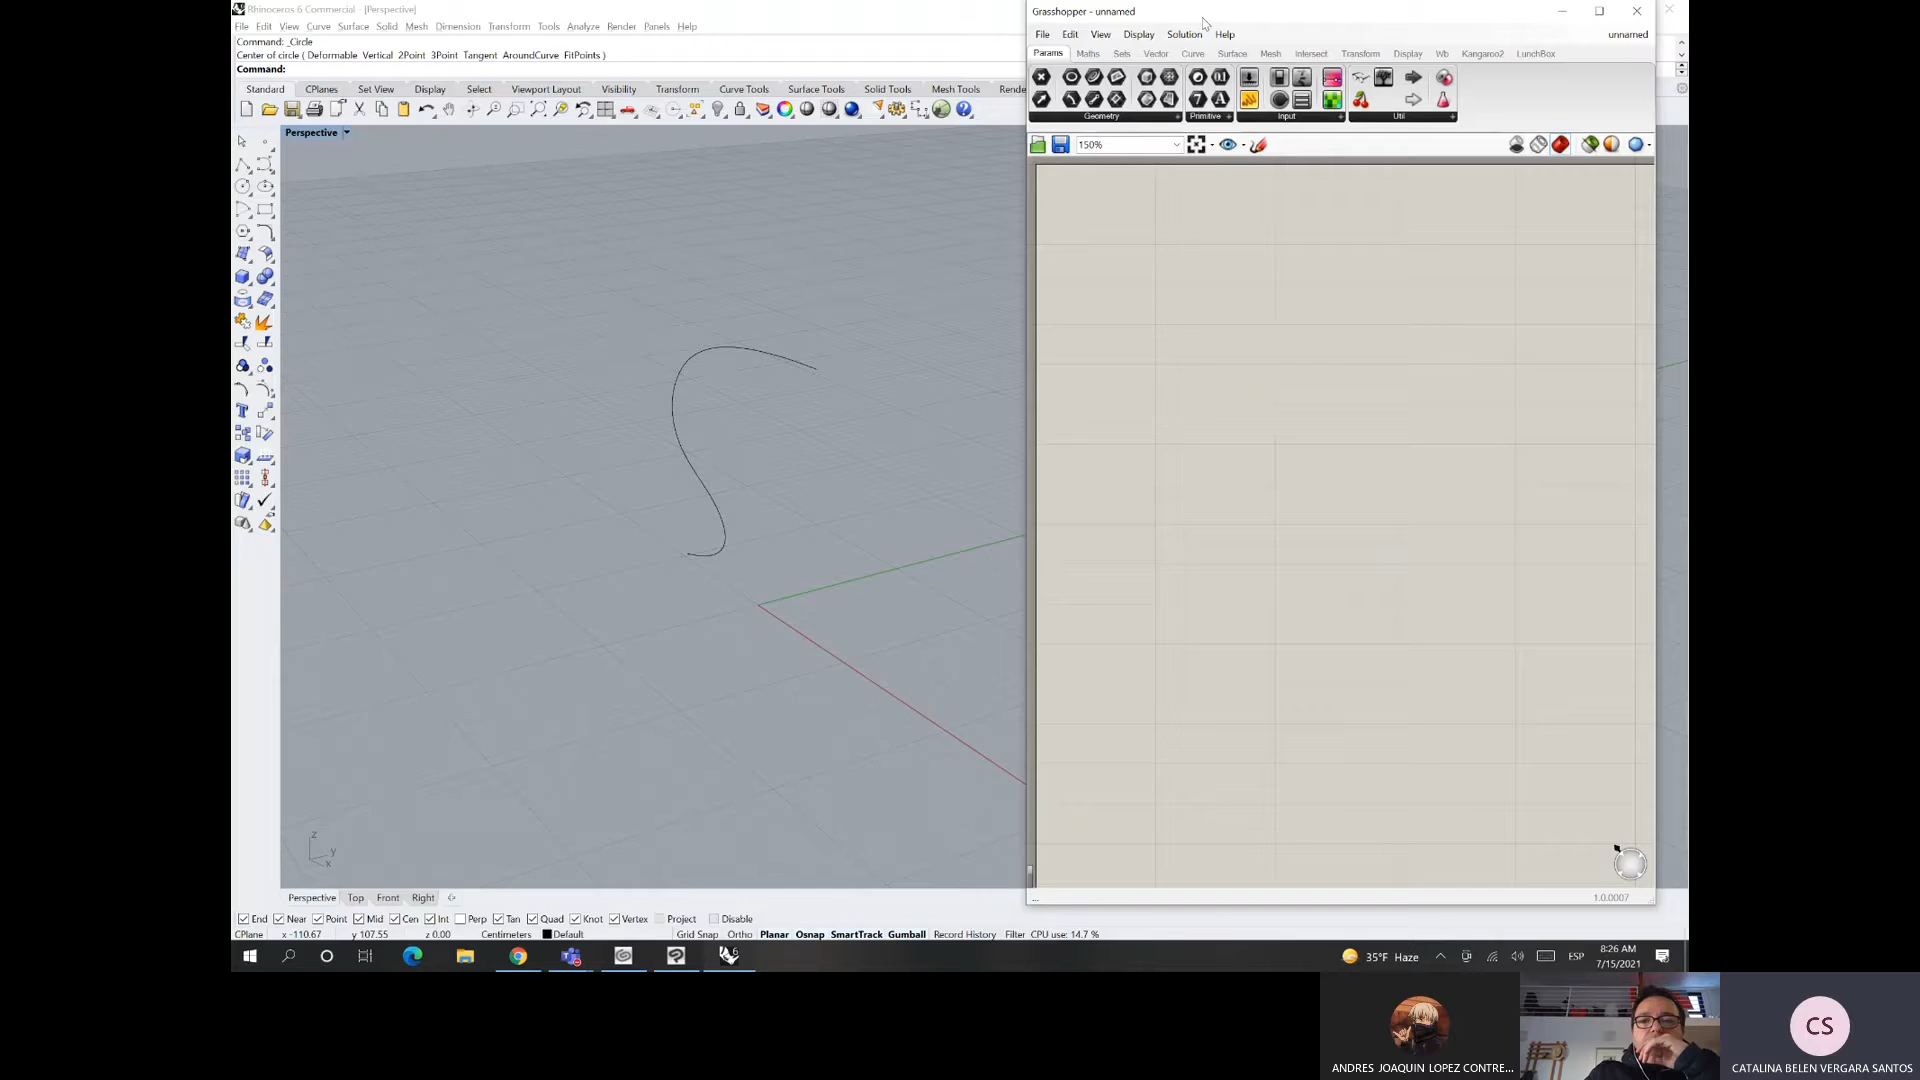 Rhinoceros 6 Commercial - [Perspective]
File Edit View Curve Surface Solid Mesh Dimension Transform Tools Analyze Render Panels Help
Command: _Circle
Center of circle ( Deformable Vertical 2Point 3Point Tangent AroundCurve FitPoints )
Command:
Standard CPlanes Set View Display Select Viewport Layout Visibility Transform Curve Tools Surface Tools Solid Tools Mesh Tools Rende
Perspective
z
y
x
Perspective Top Front Right
End Near Point Mid Cen Int Perp Tan Quad Knot Vertex Project Disable
CPlane x -110.67 y 107.55 z 0.00 Centimeters Default Grid Snap Ortho Planar Osnap SmartTrack Gumball Record History Filter CPU use: 14.7 %
Grasshopper - unnamed
File Edit View Display Solution Help unnamed
Params Maths Sets Vector Curve Surface Mesh Intersect Transform Display Wb Kangaroo2 LunchBox
Geometry Primitive Input Util
150%
1.0.0007
35°F Haze ESP 8:26 AM
7/15/2021
CS
ANDRES JOAQUIN LOPEZ CONTRE...
CATALINA BELEN VERGARA SANTOS